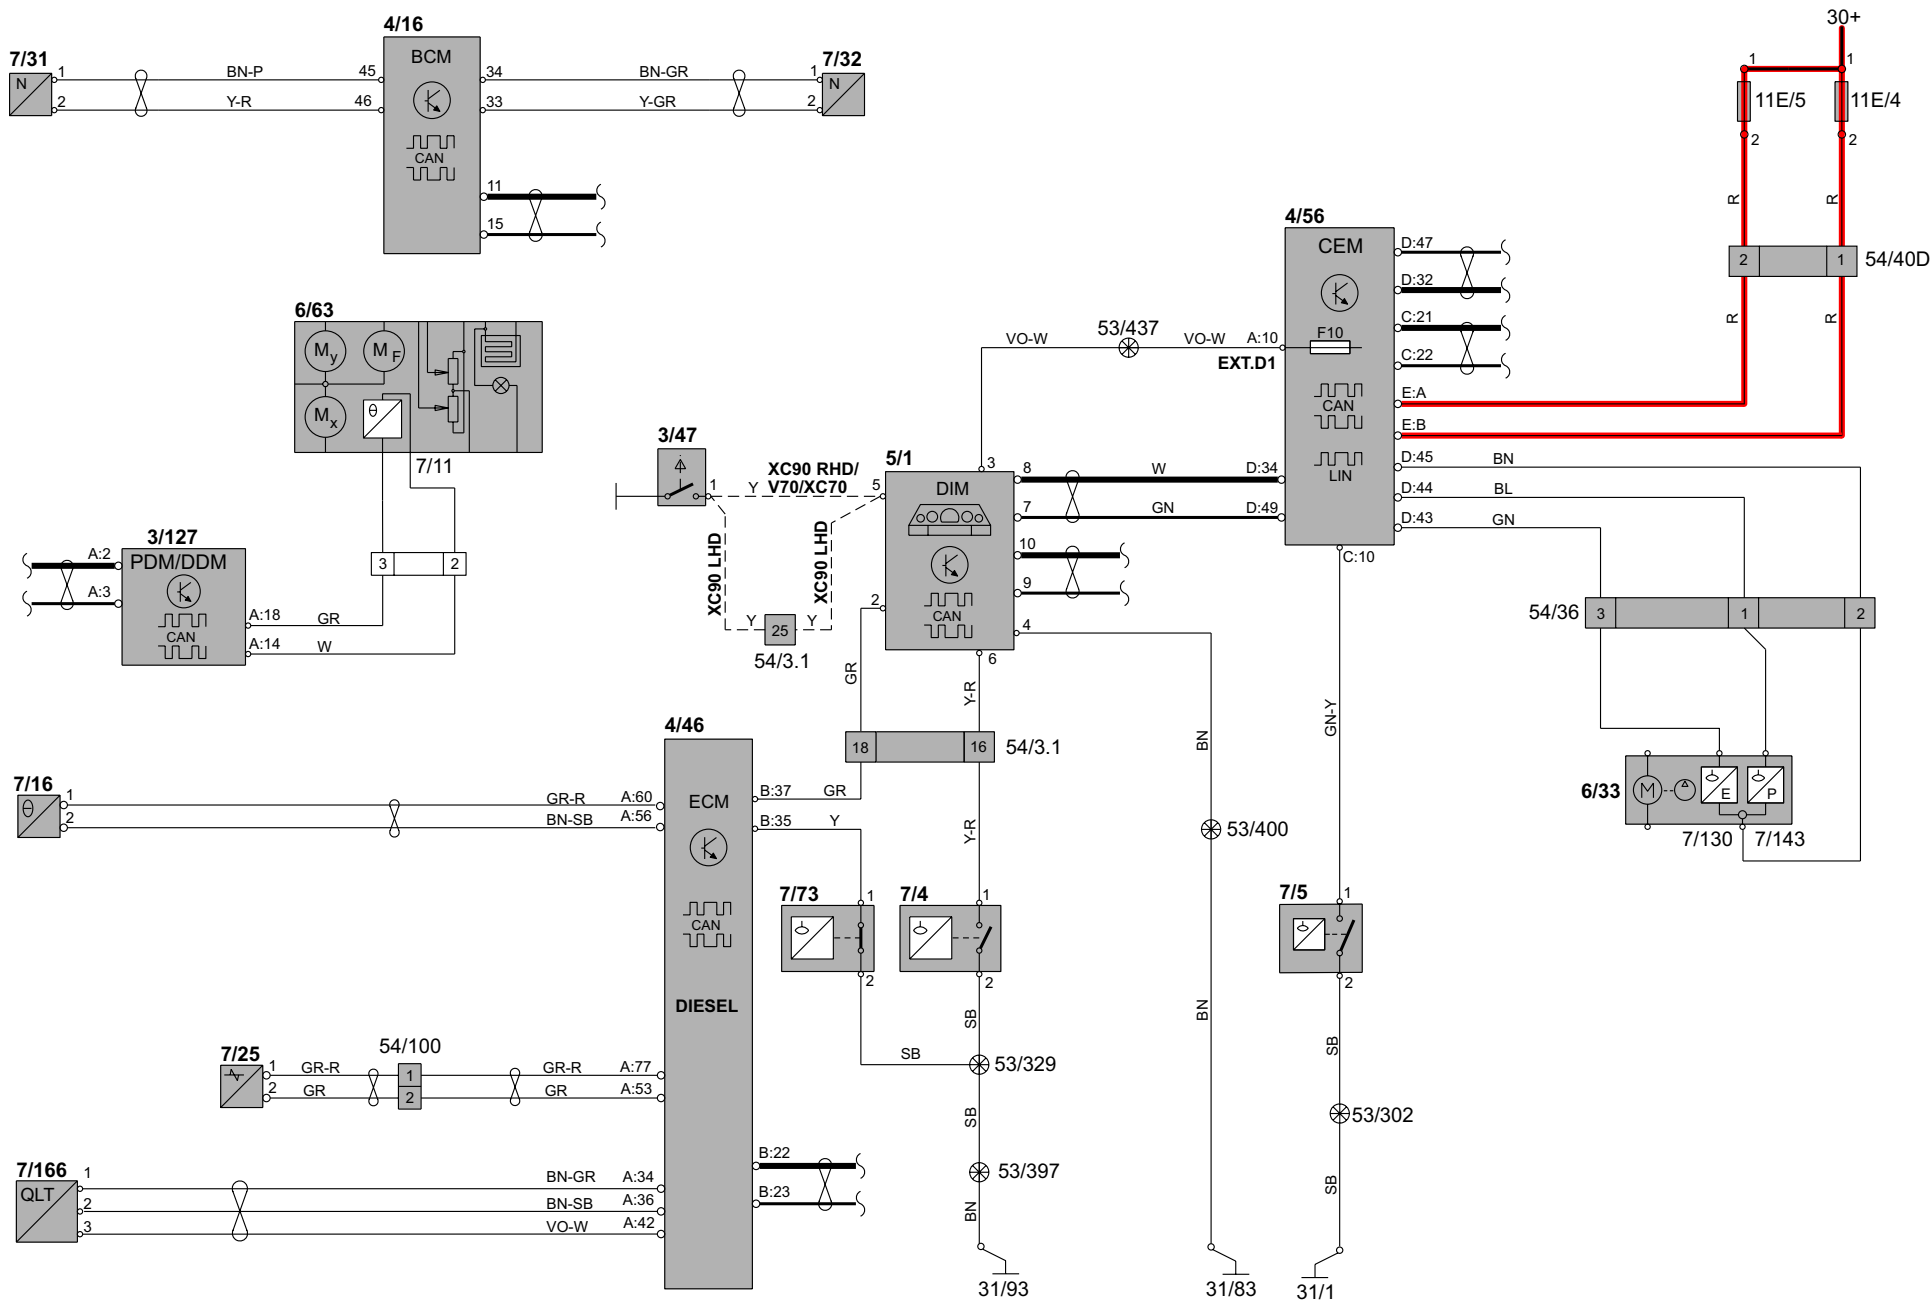 30+
4/16
7/31
BCM
7/32
N
1
BN-P
45
34
BN-GR
1
N
2
Y-R
46
33
Y-GR
2
CAN
11
15
1
1
11E/5
11E/4
2
2
R
R
4/56
CEM
D:47
D:32
C:21
C:22
2
1
54/40D
R
R
6/63
My
MF
Mx
θ
7/11
VO-W
53/437
VO-W
A:10
EXT.D1
F10
CAN
LIN
E:A
E:B
D:45
BN
D:44
BL
D:43
GN
C:10
3/47
1
Y
XC90 RHD/
V70/XC70
XC90 LHD
XC90 LHD
Y
25
Y
54/3.1
5/1
3
5
DIM
8
W
D:34
7
GN
D:49
10
9
CAN
2
4
6
3/127
PDM/DDM
A:2
A:3
CAN
A:18
GR
A:14
W
3
2
54/36
3
1
2
GR
Y-R
18
16
54/3.1
BN
GN-Y
6/33
M
E
P
7/130
7/143
4/46
ECM
CAN
DIESEL
7/16
θ
1
GR-R
A:60
2
BN-SB
A:56
B:37
GR
B:35
Y
Y-R
53/400
7/73
1
2
7/4
1
2
7/5
1
2
SB
BN
SB
7/25
54/100
1
GR-R
1
GR-R
A:77
2
GR
2
GR
A:53
SB
53/329
SB
53/302
7/166
QLT
1
BN-GR
A:34
2
BN-SB
A:36
3
VO-W
A:42
B:22
B:23
53/397
BN
SB
31/93
31/83
31/1